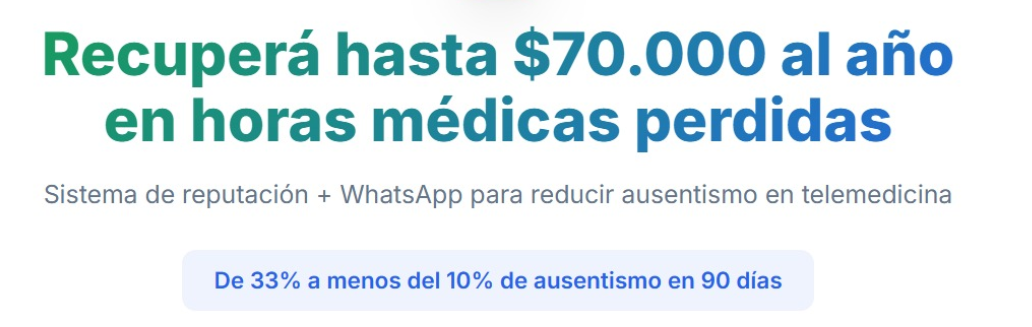 Recuperá hasta $70.000 al año
en horas médicas perdidas
Sistema de reputación + WhatsApp para reducir ausentismo en telemedicina
De 33% a menos del 10% de ausentismo en 90 días